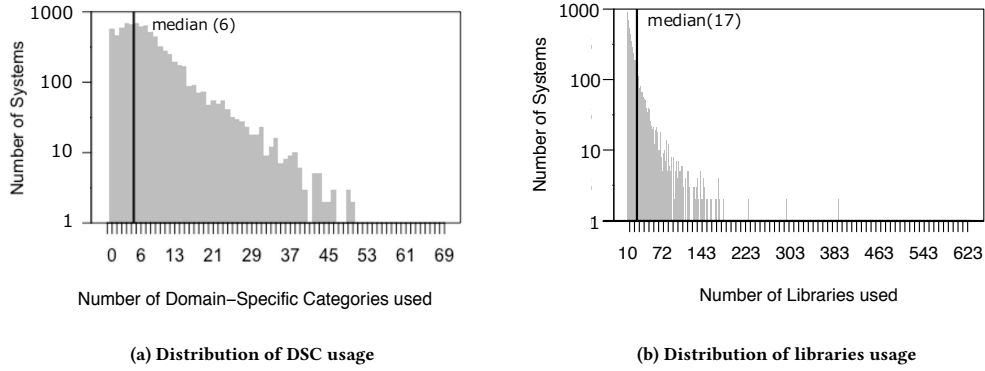 1000
100
10
1
Number of Systems
median (6)
0 6 13 21 29 37 45 53 61 69
Number of Domain–Specific Categories used
(a) Distribution of DSC usage
1000
100
10
1
Number of Systems
median(17)
10 72 143 223 303 383 463 543 623
Number of Libraries used
(b) Distribution of libraries usage